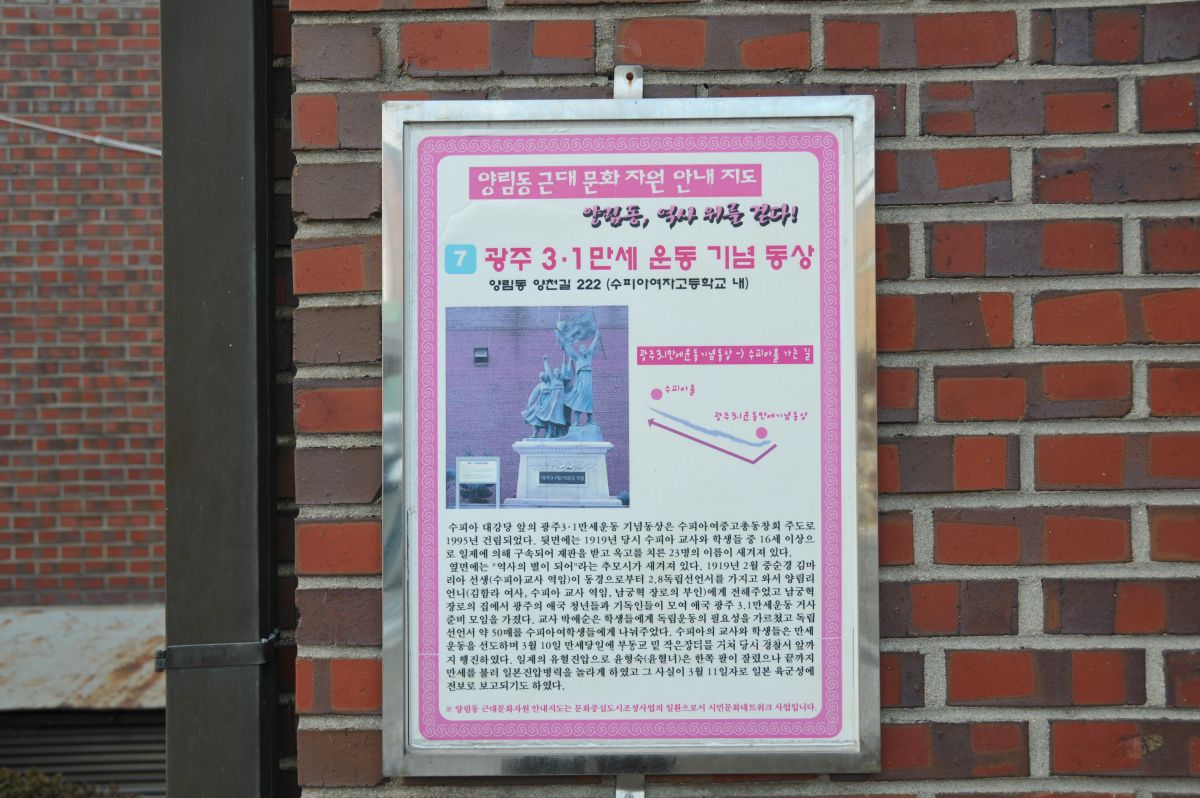 양림동 근대 문화 자원 안내 지도
양림동, 역사 위를 걷다!
7 광주 3·1만세 운동 기념 동상
양림동 양천길 222 (수피아여자고등학교 내)
광주3.1만세운동기념동상 -> 수피아홀 가는 길
수피아홀
광주3.1운동만세기념동상
수피아 대강당 앞의 광주3·1만세운동 기념동상은 수피아여중고총동창회 주도로
1995년 건립되었다. 뒷면에는 1919년 당시 수피아 교사와 학생들 중 16세 이상으
로 일제에 의해 구속되어 재판을 받고 옥고를 치른 23명의 이름이 새겨져 있다.
옆면에는 "역사의 별이 되어"라는 추모시가 새겨져 있다. 1919년 2월 중순경 김마
리아 선생(수피아교사 역임)이 동경으로부터 2.8독립선언서를 가지고 와서 양림리
언니(김함라 여사, 수피아 교사 역임, 남궁혁 장로의 부인)에게 전해주었고 남궁혁
장로의 집에서 광주의 애국 청년들과 기독인들이 모여 애국 광주 3.1만세운동 거사
준비 모임을 가졌다. 교사 박애순은 학생들에게 독립운동의 필요성을 가르쳤고 독립
선언서 약 50매를 수피아여학생들에게 나눠주었다. 수피아의 교사와 학생들은 만세
운동을 선도하며 3월 10일 만세당일에 부동교 밑 작은장터를 거쳐 당시 경찰서 앞까
지 행진하였다. 일제의 유혈진압으로 윤형숙(윤혈녀)은 한쪽 팔이 잘렸으나 끝까지
만세를 불러 일본진압병력을 놀라게 하였고 그 사실이 3월 11일자로 일본 육군성에
전보로 보고되기도 하였다.
※ 양림동 근대문화자원 안내지도는 문화중심도시조성사업의 일환으로서 시민문화네트워크 사업입니다.